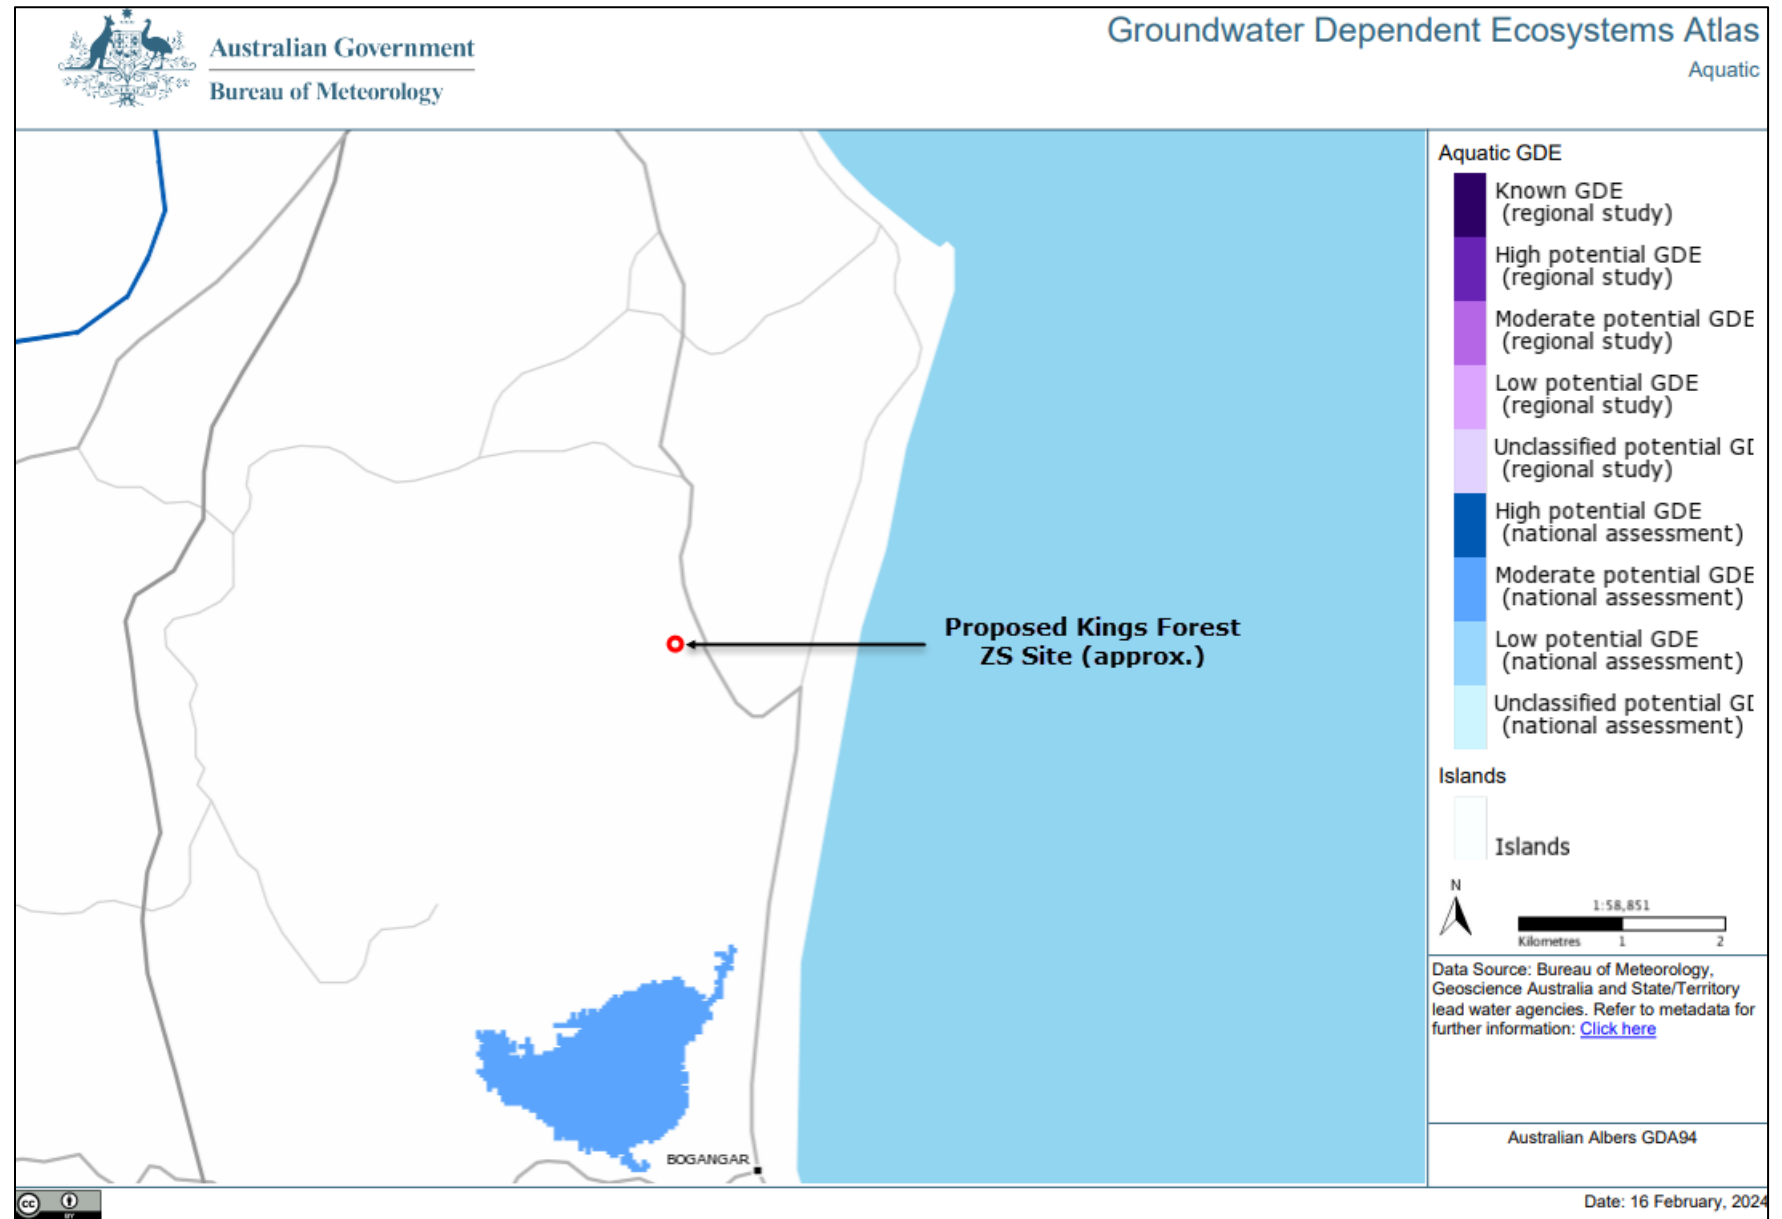 Australian Government
Bureau of Meteorology
Groundwater Dependent Ecosystems Atlas
Aquatic
Proposed Kings Forest
ZS Site (approx.)
BOGANGAR
Aquatic GDE
Known GDE
(regional study)
High potential GDE
(regional study)
Moderate potential GDE
(regional study)
Low potential GDE
(regional study)
Unclassified potential GE
(regional study)
High potential GDE
(national assessment)
Moderate potential GDE
(national assessment)
Low potential GDE
(national assessment)
Unclassified potential GE
(national assessment)
Islands
Islands
N
1:58,851
Kilometres 1 2
Data Source: Bureau of Meteorology,
Geoscience Australia and State/Territory
lead water agencies. Refer to metadata for
further information: Click here
Australian Albers GDA94
cc BY
Date: 16 February, 2024